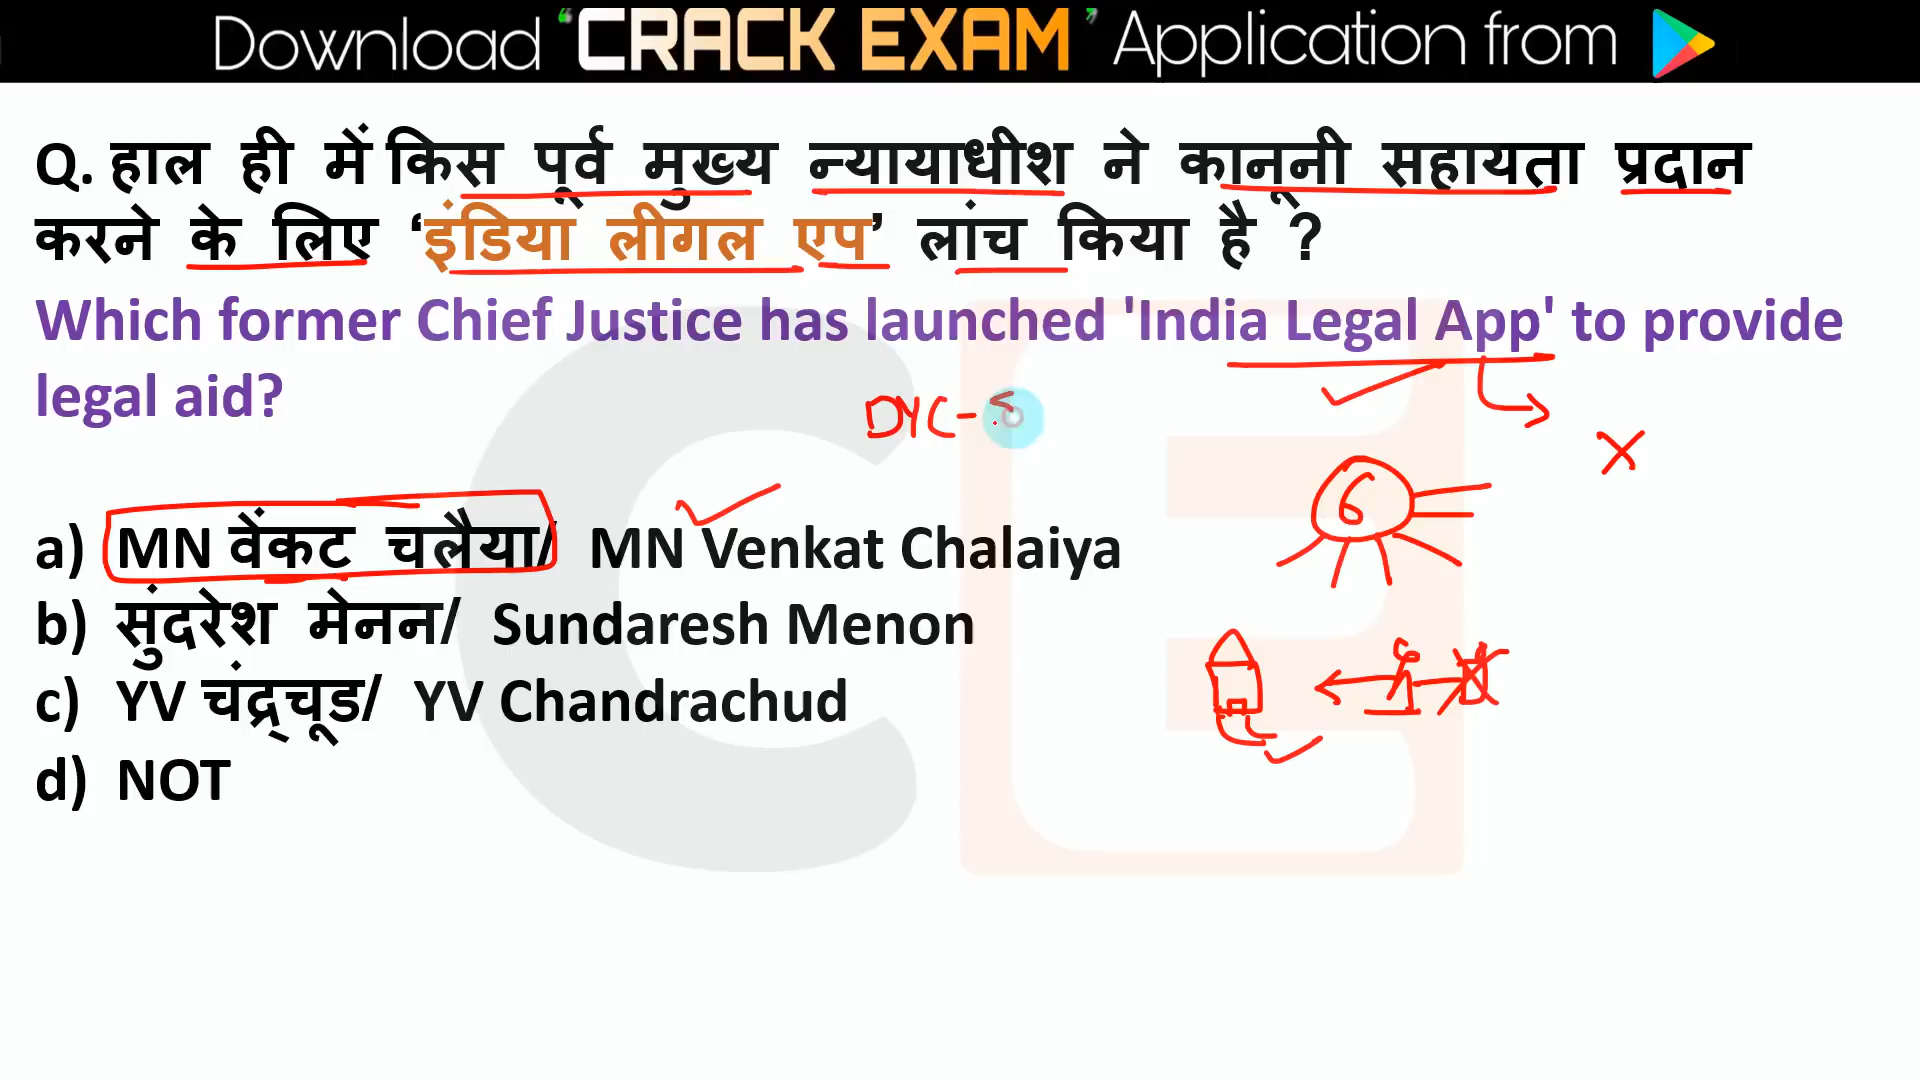 Download ‘CRACK EXAM’ Application from
Q. हाल ही में किस पूर्व मुख्य न्यायाधीश ने कानूनी सहायता प्रदान
करने के लिए ‘इंडिया लीगल एप’ लांच किया है ?
Which former Chief Justice has launched 'India Legal App' to provide
legal aid?
DYC-
6
a) MN वेंकट चलैया/ MN Venkat Chalaiya
b) सुंदरेश मेनन/ Sundaresh Menon
c) YV चंद्र्चूड/ YV Chandrachud
d) NOT